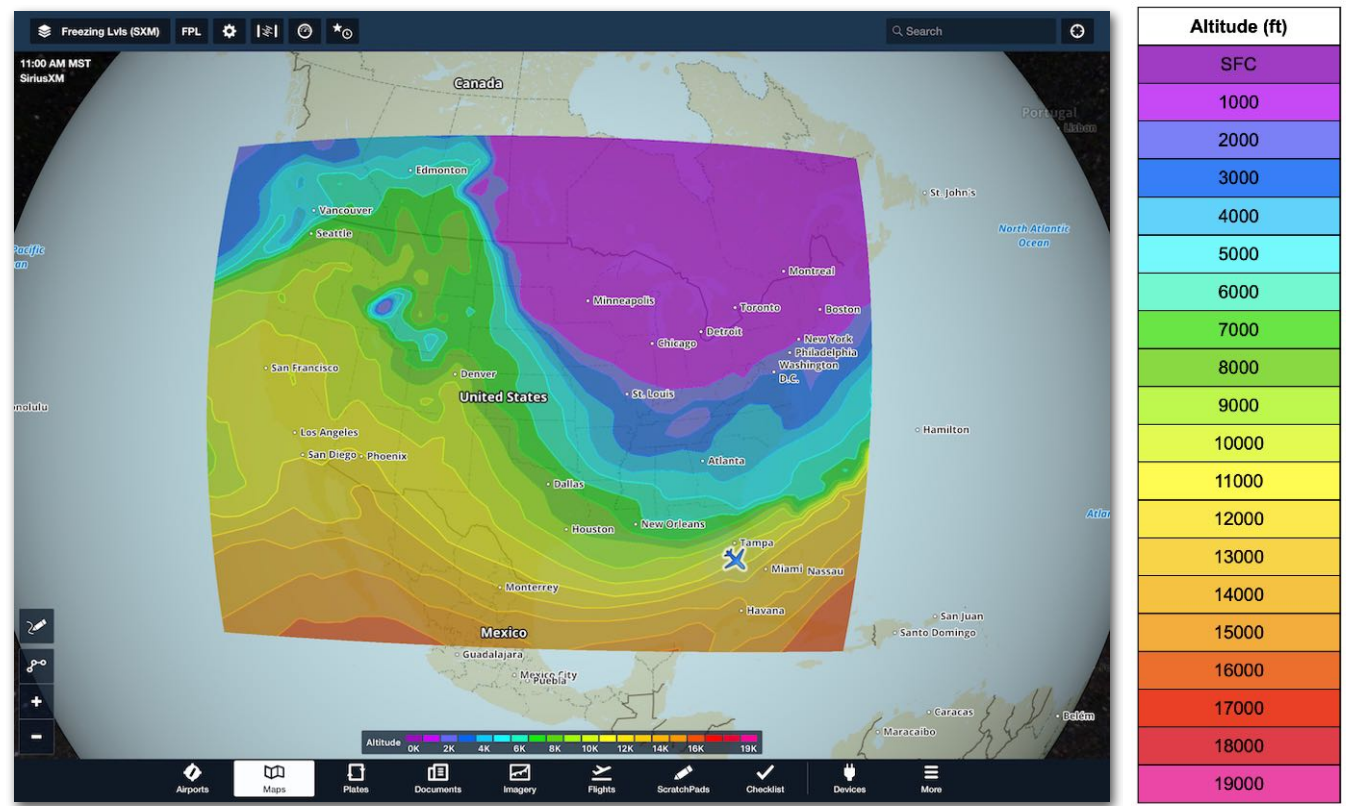 Freezing Lvls (SXM)
FPL
Search
11:00 AM MST
SiriusXM
Canada
Portugal
Lisbon
Edmonton
St. John's
Vancouver
Seattle
North Atlantic
Ocean
Pacific
an
Montreal
Minneapolis
Toronto
Boston
Detroit
Chicago
New York
Philadelphia
Washington
D.C.
San Francisco
Denver
United States
St. Louis
nolulu
Hamilton
Los Angeles
San Diego
Phoenix
Atlanta
Dallas
Houston
New Orleans
Atlan
Tampa
Miami
Nassau
Monterrey
Havana
San Juan
Mexico
Santo Domingo
Guadalajara
Mexico City
Puebla
Caracas
Belém
Maracaibo
Altitude
0K 2K 4K 6K 8K 10K 12K 14K 16K 19K
Airports
Maps
Plates
Documents
Imagery
Flights
ScratchPads
Checklist
Devices
More
Altitude (ft)
SFC
1000
2000
3000
4000
5000
6000
7000
8000
9000
10000
11000
12000
13000
14000
15000
16000
17000
18000
19000